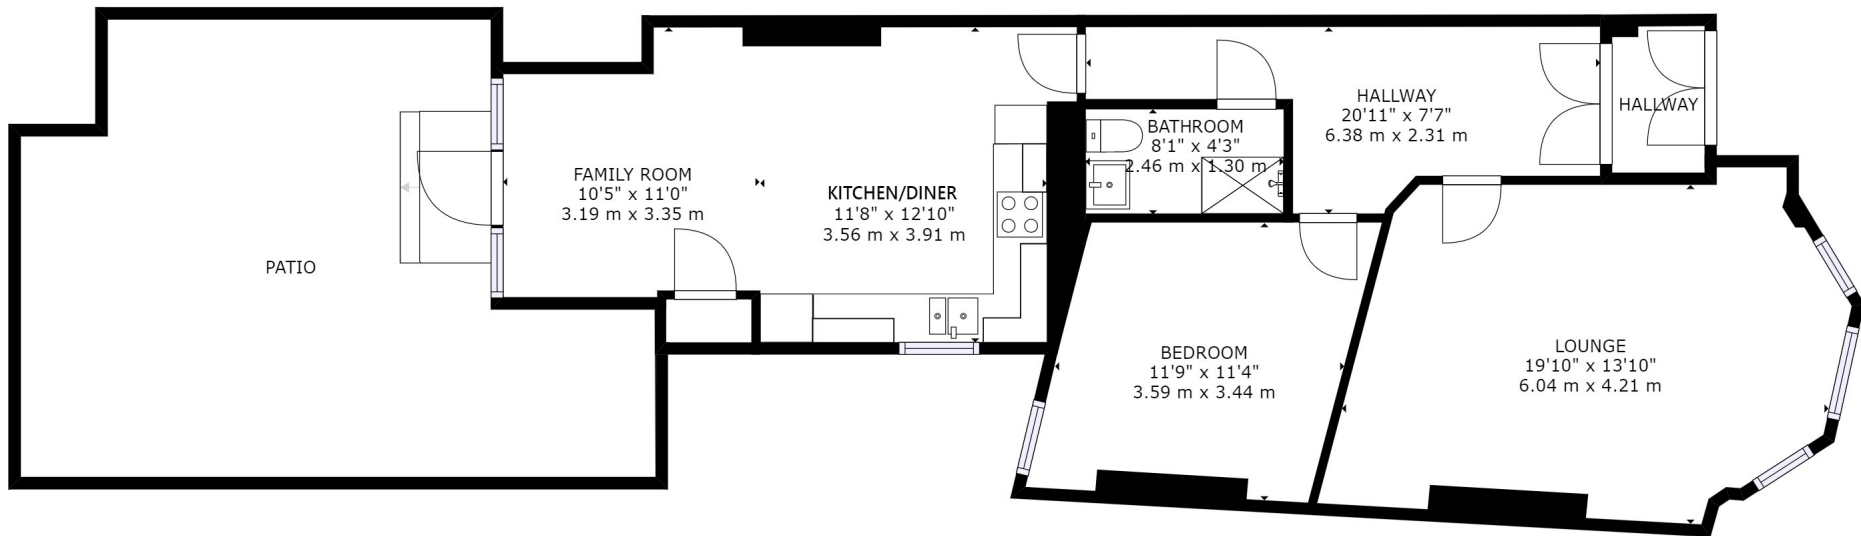 PATIO
FAMILY ROOM
10'5" x 11'0"
3.19 m x 3.35 m
KITCHEN/DINER
11'8" x 12'10"
3.56 m x 3.91 m
BATHROOM
8'1" x 4'3"
2.46 m x 1.30 m
HALLWAY
20'11" x 7'7"
6.38 m x 2.31 m
HALLWAY
BEDROOM
11'9" x 11'4"
3.59 m x 3.44 m
LOUNGE
19'10" x 13'10"
6.04 m x 4.21 m